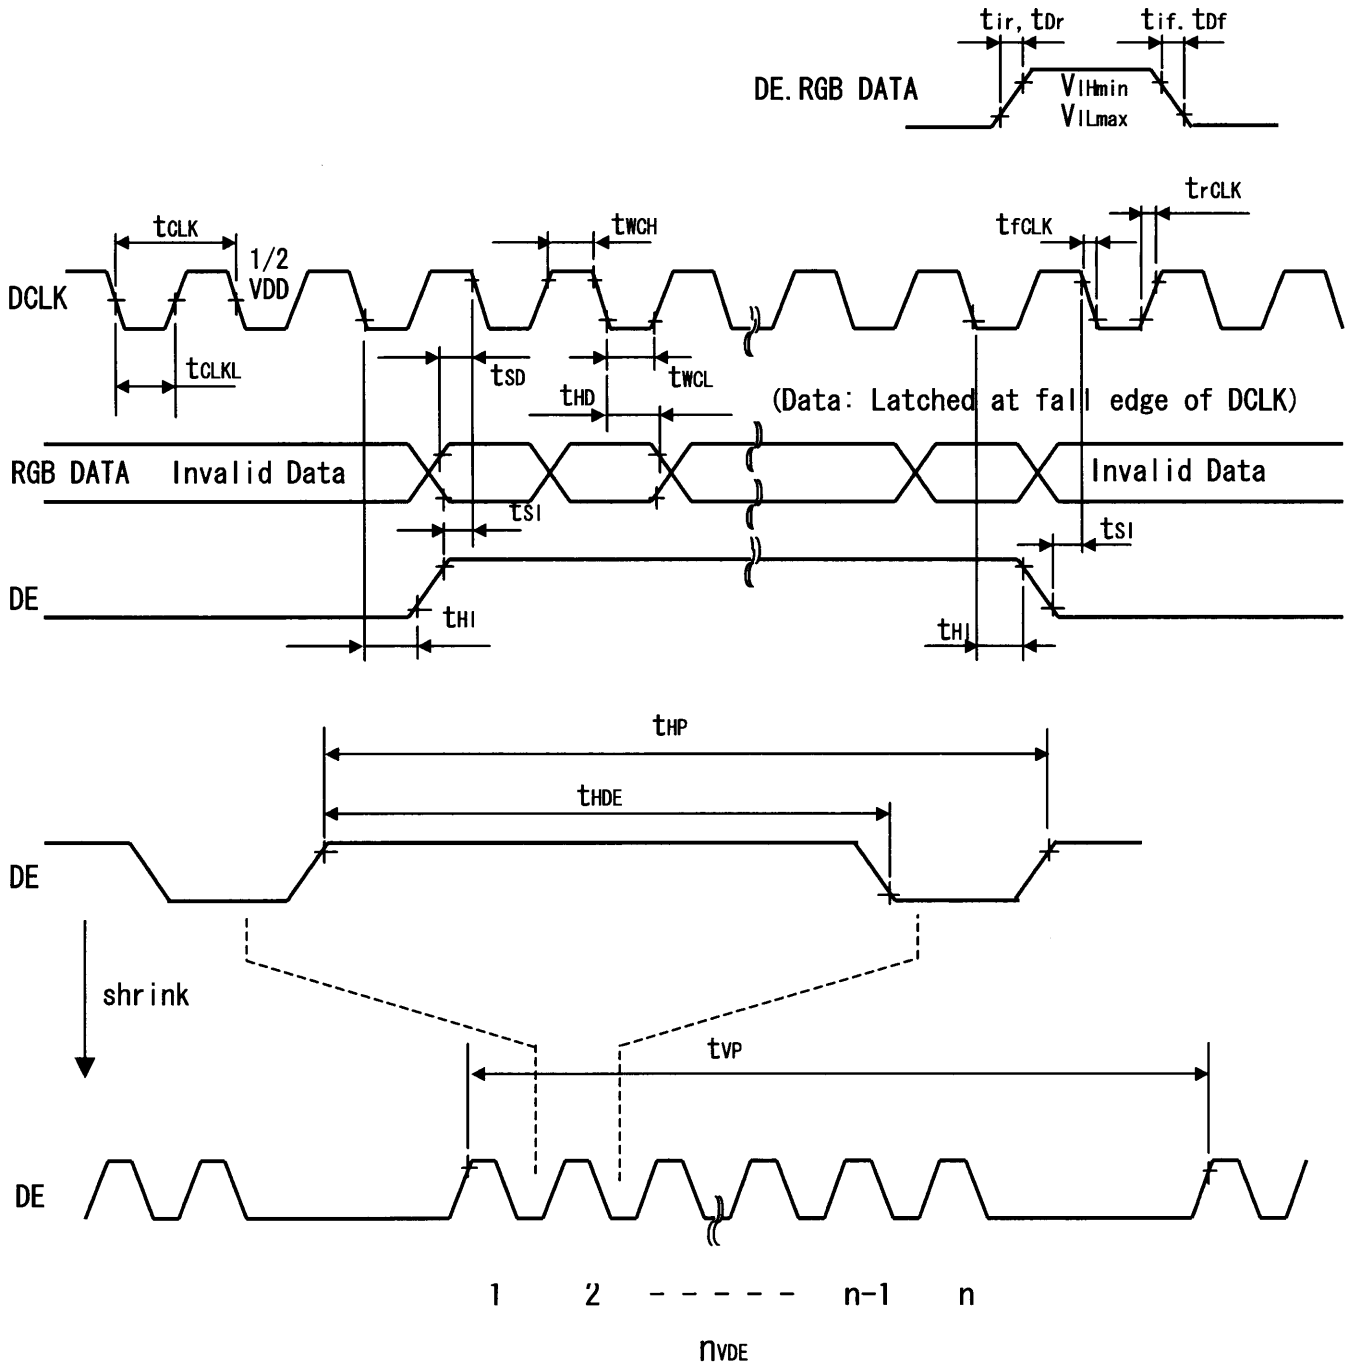 tir, tDr
tif. tDf
DE. RGB DATA
VIHmin
VILmax
trCLK
tCLK
tWCH
tfCLK
1/2
VDD
DCLK
tCLKL
tSD
tHD
tWCL
(Data: Latched at fall edge of DCLK)
RGB DATA
Invalid Data
Invalid Data
tSI
tSI
DE
tHI
tHI
tHP
tHDE
DE
shrink
tVP
DE
1 2 - - - - - n-1 n
nVDE